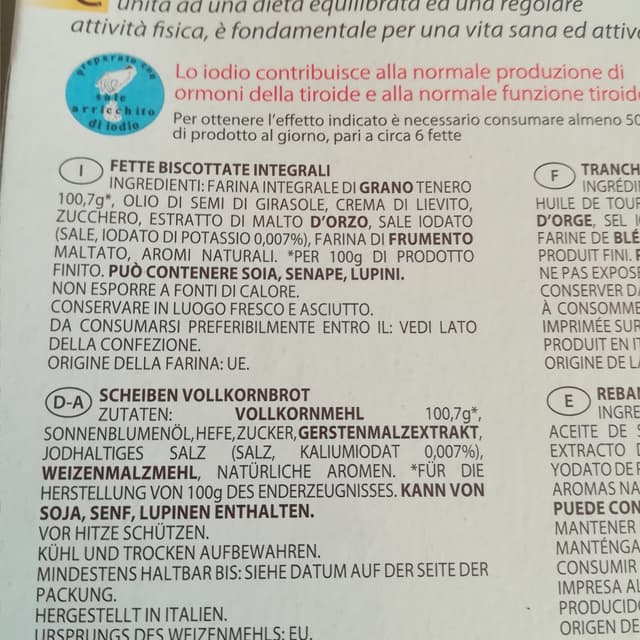 unita ad una dieta equilibrata ed una regolare
attività fisica, è fondamentale per una vita sana ed
preparato con
sale
arricchito
di iodio
Lo iodio contribuisce alla normale produzione di
ormoni della tiroide e alla normale funzione
Per ottenere l'effetto indicato è necessario consumare almeno 50
di prodotto al giorno, pari a circa 6 fette
I FETTE BISCOTTATE INTEGRALI
INGREDIENTI: FARINA INTEGRALE DI GRANO TENERO
100,7g*, OLIO DI SEMI DI GIRASOLE, CREMA DI LIEVITO,
ZUCCHERO, ESTRATTO DI MALTO D'ORZO, SALE IODATO
(SALE, IODATO DI POTASSIO 0,007%), FARINA DI FRUMENTO
MALTATO, AROMI NATURALI. *PER 100g DI PRODOTTO
FINITO. PUÒ CONTENERE SOIA, SENAPE, LUPINI.
NON ESPORRE A FONTI DI CALORE.
CONSERVARE IN LUOGO FRESCO E ASCIUTTO.
DA CONSUMARSI PREFERIBILMENTE ENTRO IL: VEDI LATO
DELLA CONFEZIONE.
ORIGINE DELLA FARINA: UE.
D-A SCHEIBEN VOLLKORNBROT
ZUTATEN: VOLLKORNMEHL 100,7g*,
SONNENBLUMENÖL, HEFE, ZUCKER, GERSTENMALZEXTRAKT,
JODHALTIGES SALZ (SALZ, KALIUMIODAT 0,007%),
WEIZENMALZMEHL, NATÜRLICHE AROMEN. *FÜR DIE
HERSTELLUNG VON 100g DES ENDERZEUGNISSES. KANN VON
SOJA, SENF, LUPINEN ENTHALTEN.
VOR HITZE SCHÜTZEN.
KÜHL UND TROCKEN AUFBEWAHREN.
MINDESTENS HALTBAR BIS: SIEHE DATUM AUF DER SEITE DER
PACKUNG.
HERGESTELLT IN ITALIEN.
URSPRUNG DES WEIZENMEHLS: EU.
F TRANCH
INGRÉDI
HUILE DE TOUR
D'ORGE, SEL
FARINE DE BLÉ
PRODUIT FINI.
NE PAS EXPOSE
CONSERVER DA
À CONSOMME
IMPRIMÉE SUR
PRODUIT EN IT
ORIGINE DE LA
E REBA
INGRE
ACEITE DE S
EXTRACTO
YODATO DE
AROMAS NA
PUEDE CON
MANTENER
MANTÉNGA
CONSUMIR
IMPRESA AL
PRODUCID
ORIGEN DE